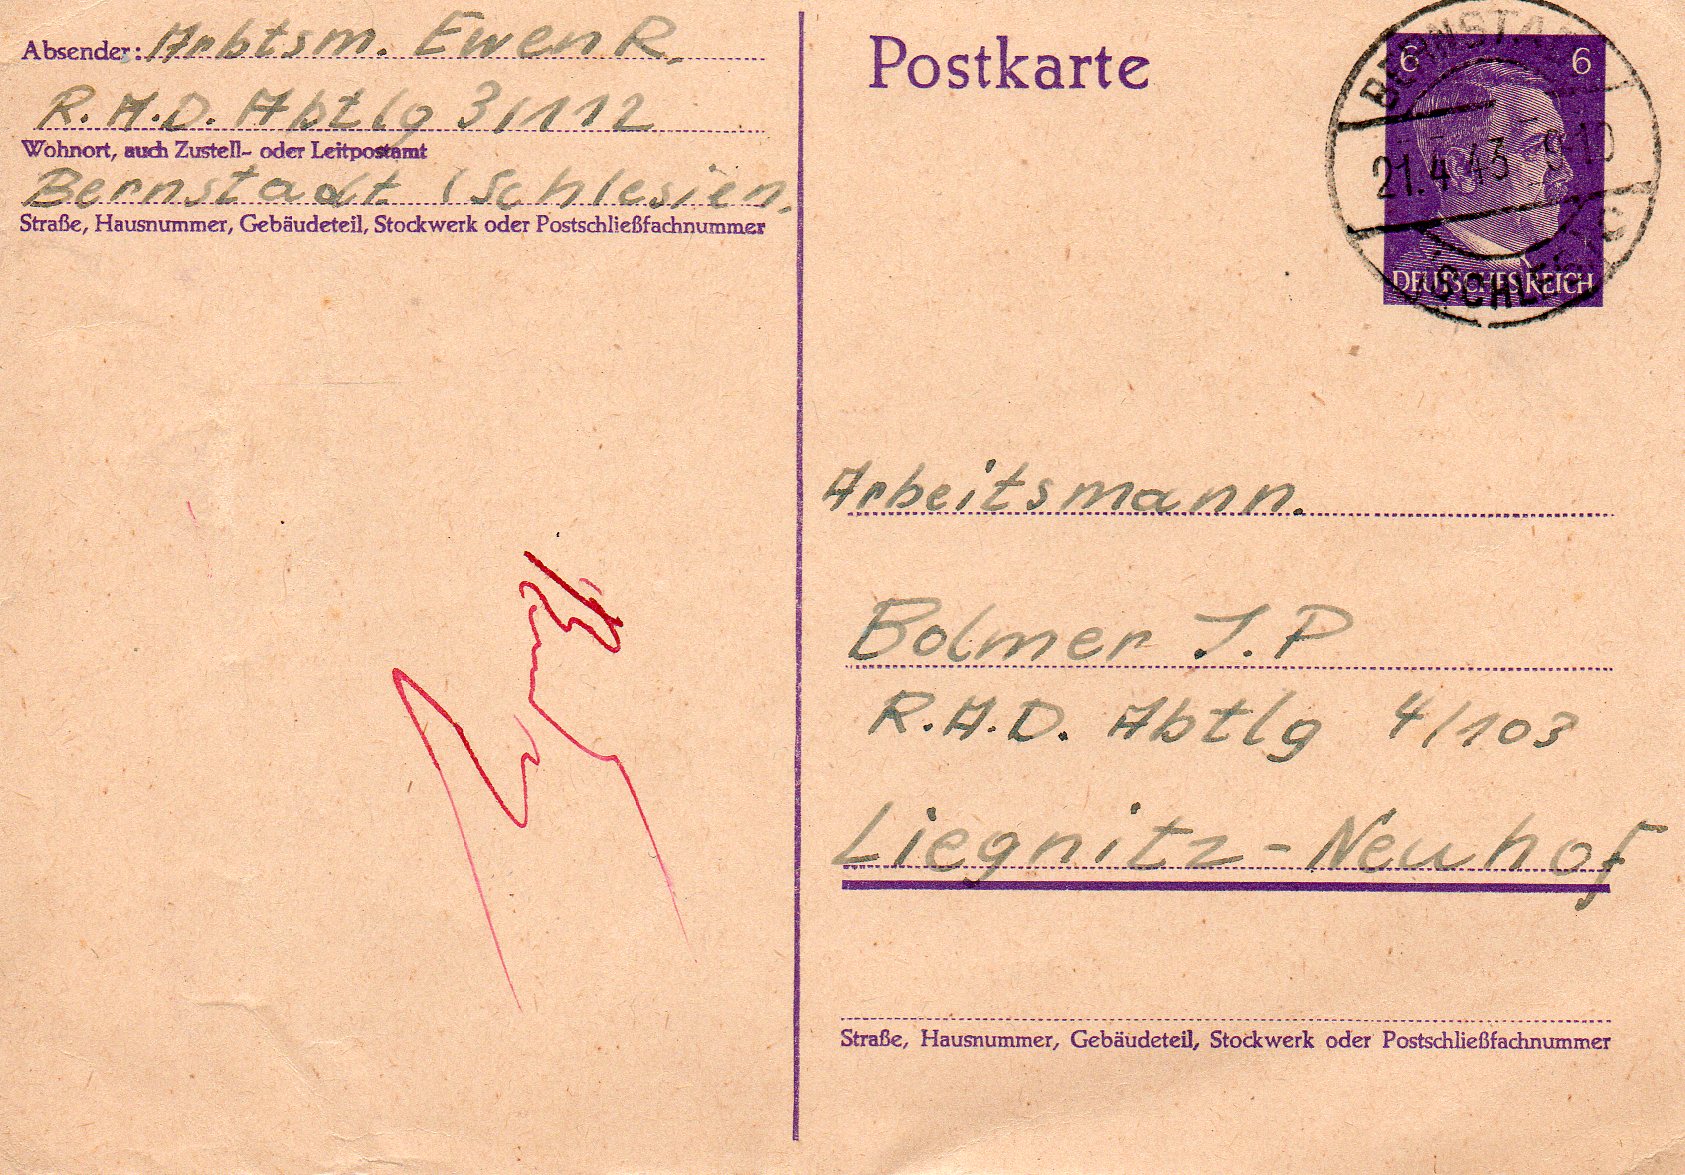 Absender: Arbtsm. Ewen R.
R.A.D. Abtlg 3/112
Wohnort, auch Zustell- oder Leitpostamt
Bernstadt (Schlesien.
Straße, Hausnummer, Gebäudeteil, Stockwerk oder Postschließfachnummer
Postkarte
6 6
DEUTSCHES REICH
21.4.43 - 9-10
Arbeitsmann.
Bolmer J.P
R.A.D. Abtlg 4/103
Liegnitz-Neuhof
Straße, Hausnummer, Gebäudeteil, Stockwerk oder Postschließfachnummer